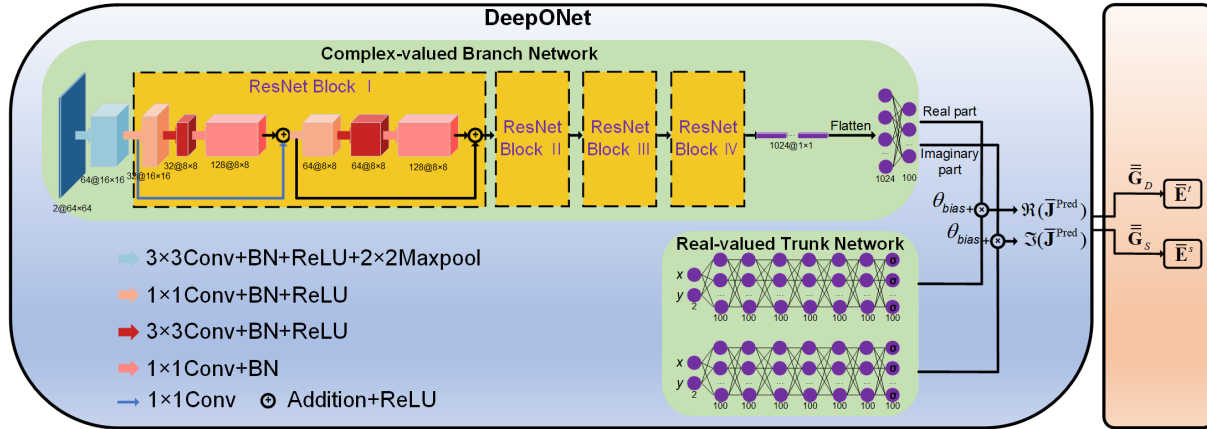 DeepONet
Complex-valued Branch Network
ResNet Block Ⅰ
2@64×64
64@16×16
32@16×16
32@8×8
128@8×8
64@8×8
64@8×8
128@8×8
ResNet
Block Ⅱ
ResNet
Block Ⅲ
ResNet
Block Ⅳ
...
1024@1×1
Flatten
...
...
1024
100
Real part
Imaginary
part
θbias+
ℜ(J̅^Pred)
θbias+
ℑ(J̅^Pred)
G̿_D
E̅^t
G̿_S
E̅^s
3×3Conv+BN+ReLU+2×2Maxpool
1×1Conv+BN+ReLU
3×3Conv+BN+ReLU
1×1Conv+BN
1×1Conv
Addition+ReLU
Real-valued Trunk Network
x
y
2
σ
σ
... ... ... ... ... ... ...
σ
100 100 100 100 100 100 100
x
y
2
σ
σ
... ... ... ... ... ... ...
σ
100 100 100 100 100 100 100